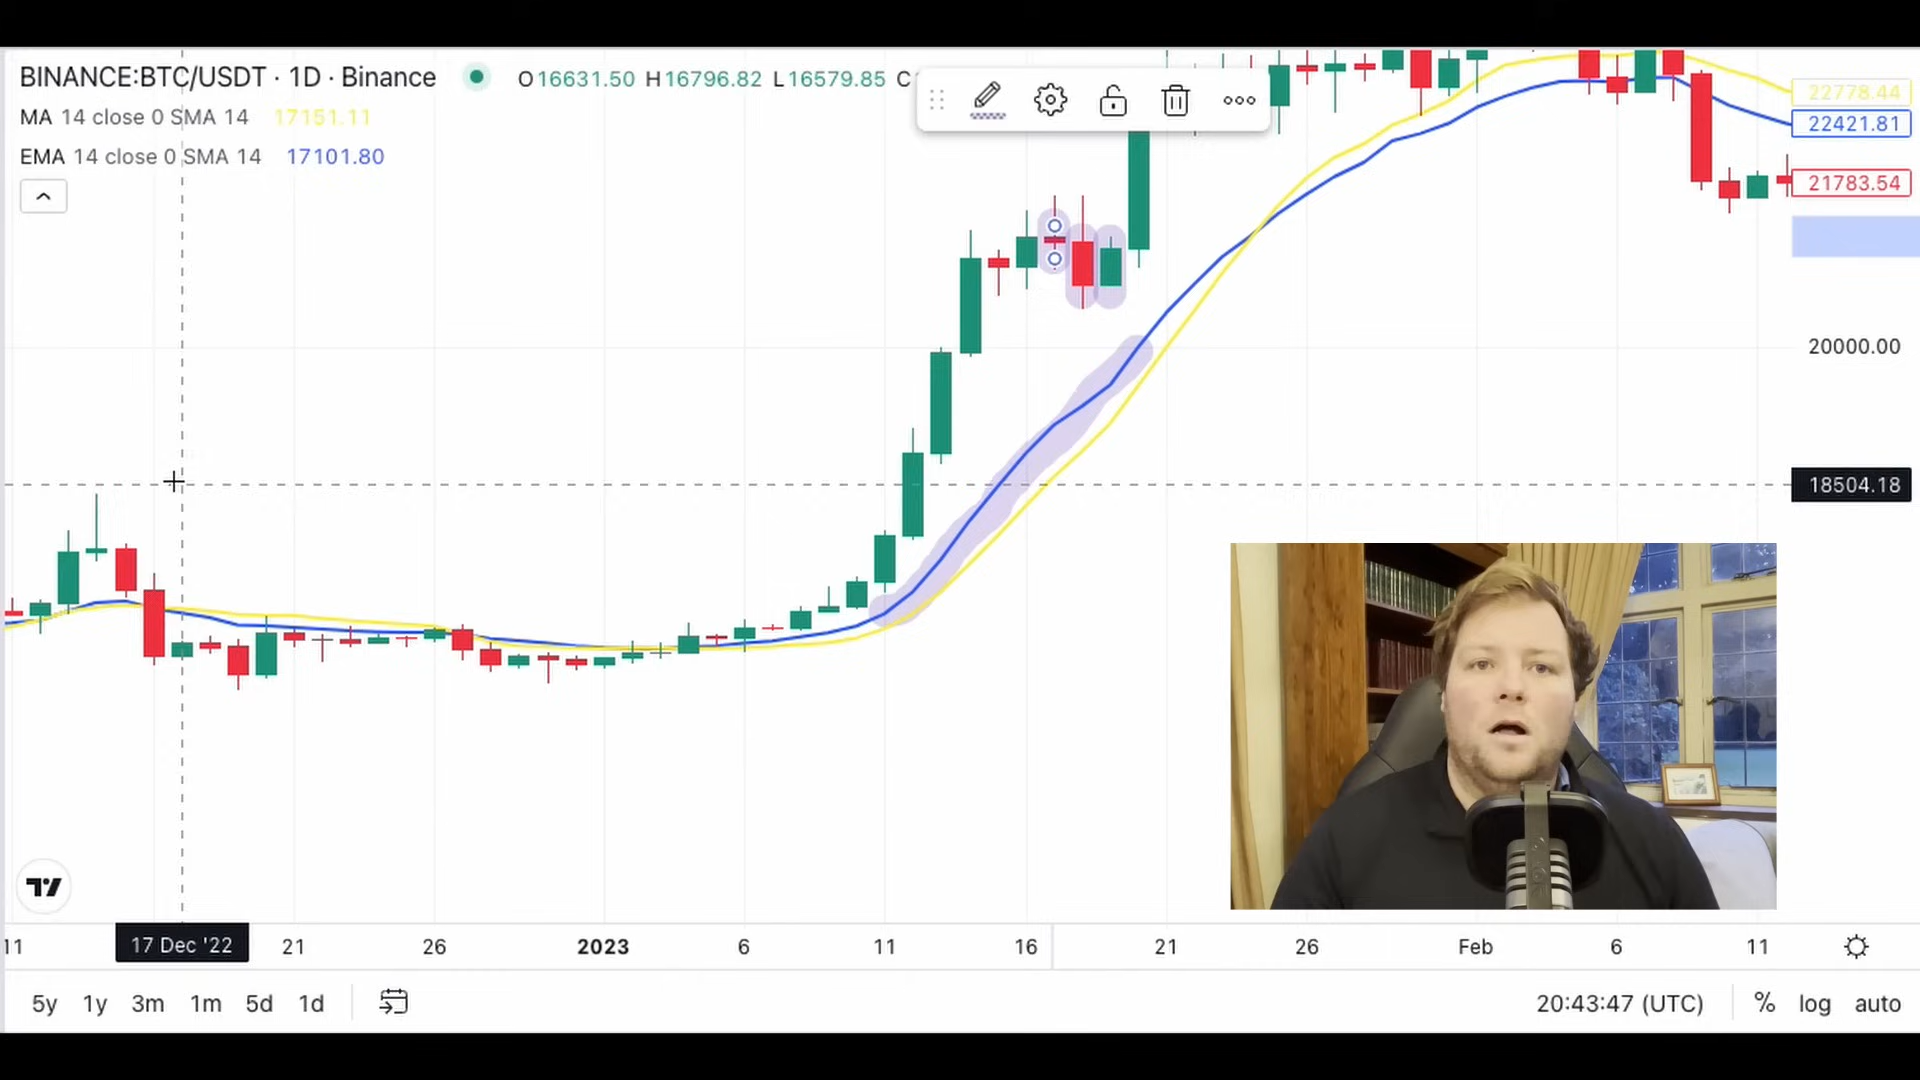 BINANCE:BTC/USDT · 1D · Binance O16631.50 H16796.82 L16579.85 C
MA 14 close 0 SMA 14 17151.11
EMA 14 close 0 SMA 14 17101.80
22778.44
22421.81
21783.54
20000.00
18504.18
11 17 Dec '22 21 26 2023 6 11 16 21 26 Feb 6 11
5y 1y 3m 1m 5d 1d 20:43:47 (UTC) % log auto